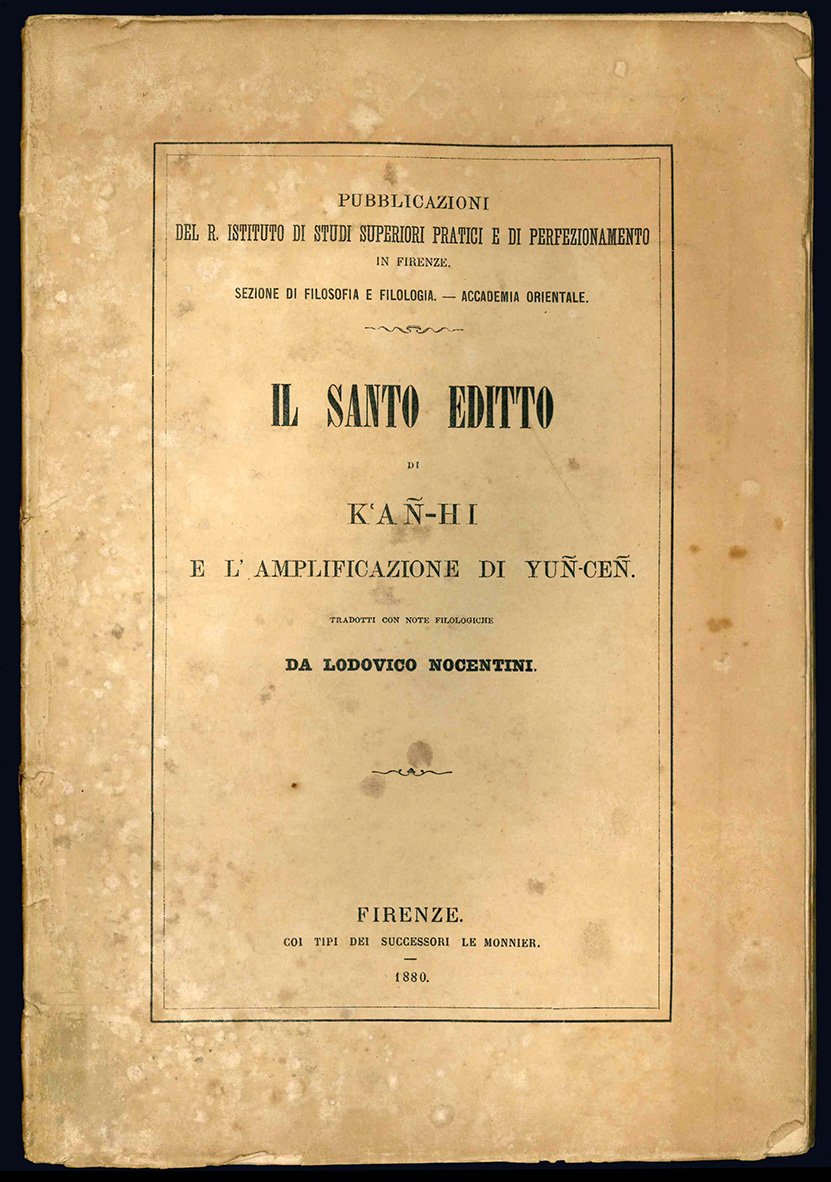 PUBBLICAZIONI
DEL R. ISTITUTO DI STUDI SUPERIORI PRATICI E DI PERFEZIONAMENTO
IN FIRENZE.
SEZIONE DI FILOSOFIA E FILOLOGIA. — ACCADEMIA ORIENTALE.
IL SANTO EDITTO
DI
K‘AÑ-HI
E L' AMPLIFICAZIONE DI YUÑ-CEÑ.
TRADOTTI CON NOTE FILOLOGICHE
DA LODOVICO NOCENTINI.
FIRENZE.
COI TIPI DEI SUCCESSORI LE MONNIER.
—
1880.